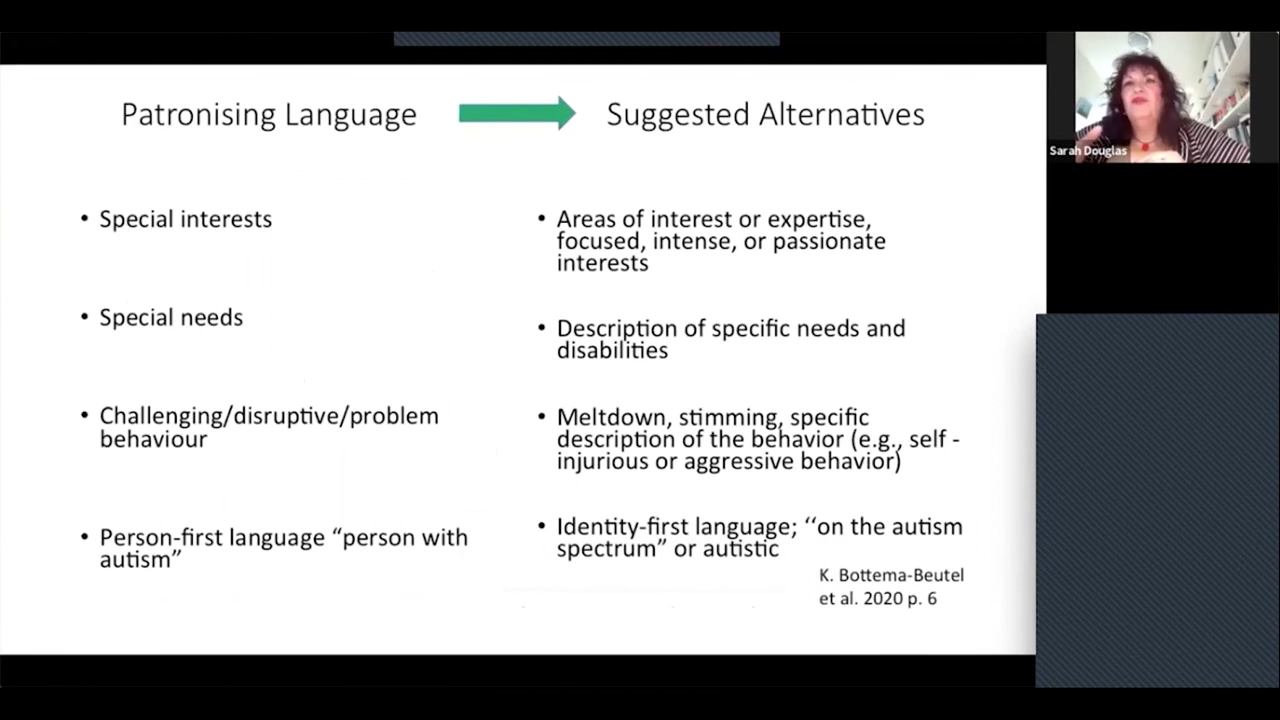 Patronising Language
Suggested Alternatives
Sarah Douglas
• Special interests
• Special needs
• Challenging/disruptive/problem
behaviour
• Person-first language “person with
autism”
• Areas of interest or expertise,
focused, intense, or passionate
interests
• Description of specific needs and
disabilities
• Meltdown, stimming, specific
description of the behavior (e.g., self -
injurious or aggressive behavior)
• Identity-first language; ‘‘on the autism
spectrum” or autistic
K. Bottema-Beutel
et al. 2020 p. 6